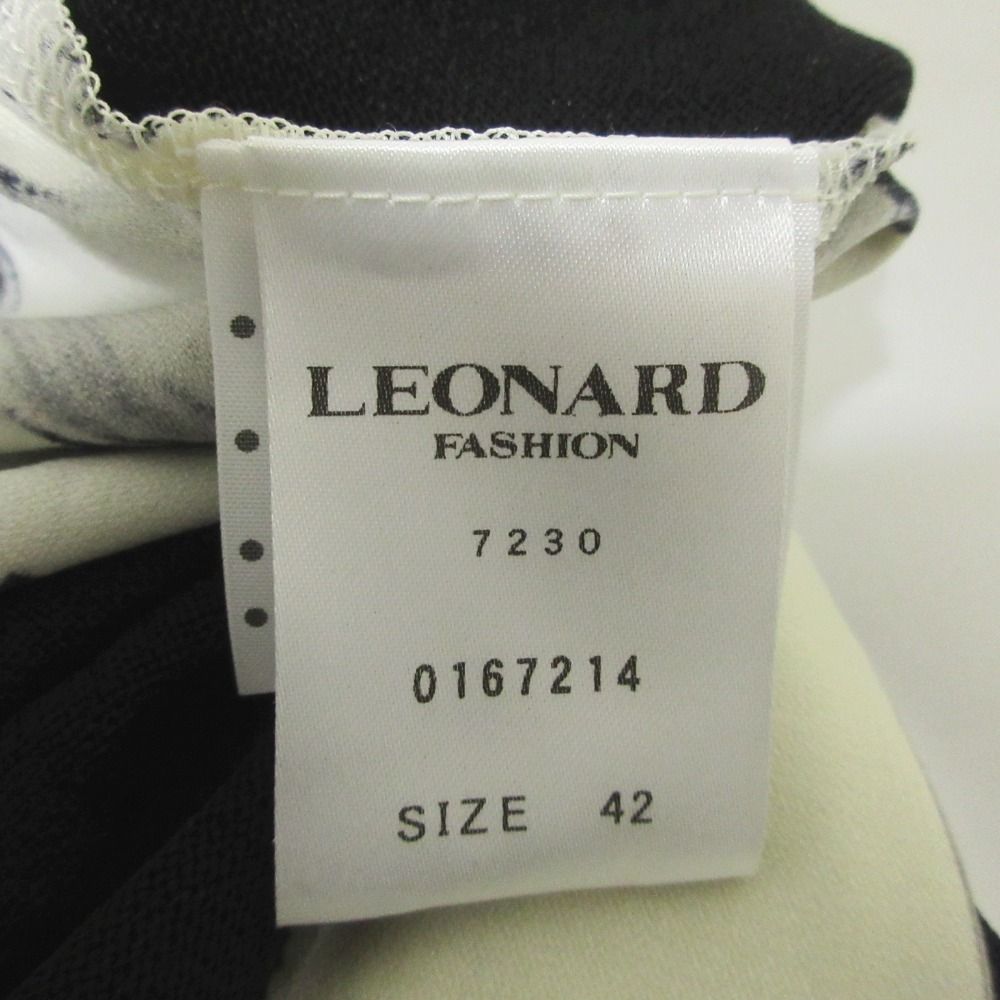 LEONARD
FASHION
7230
0167214
SIZE 42